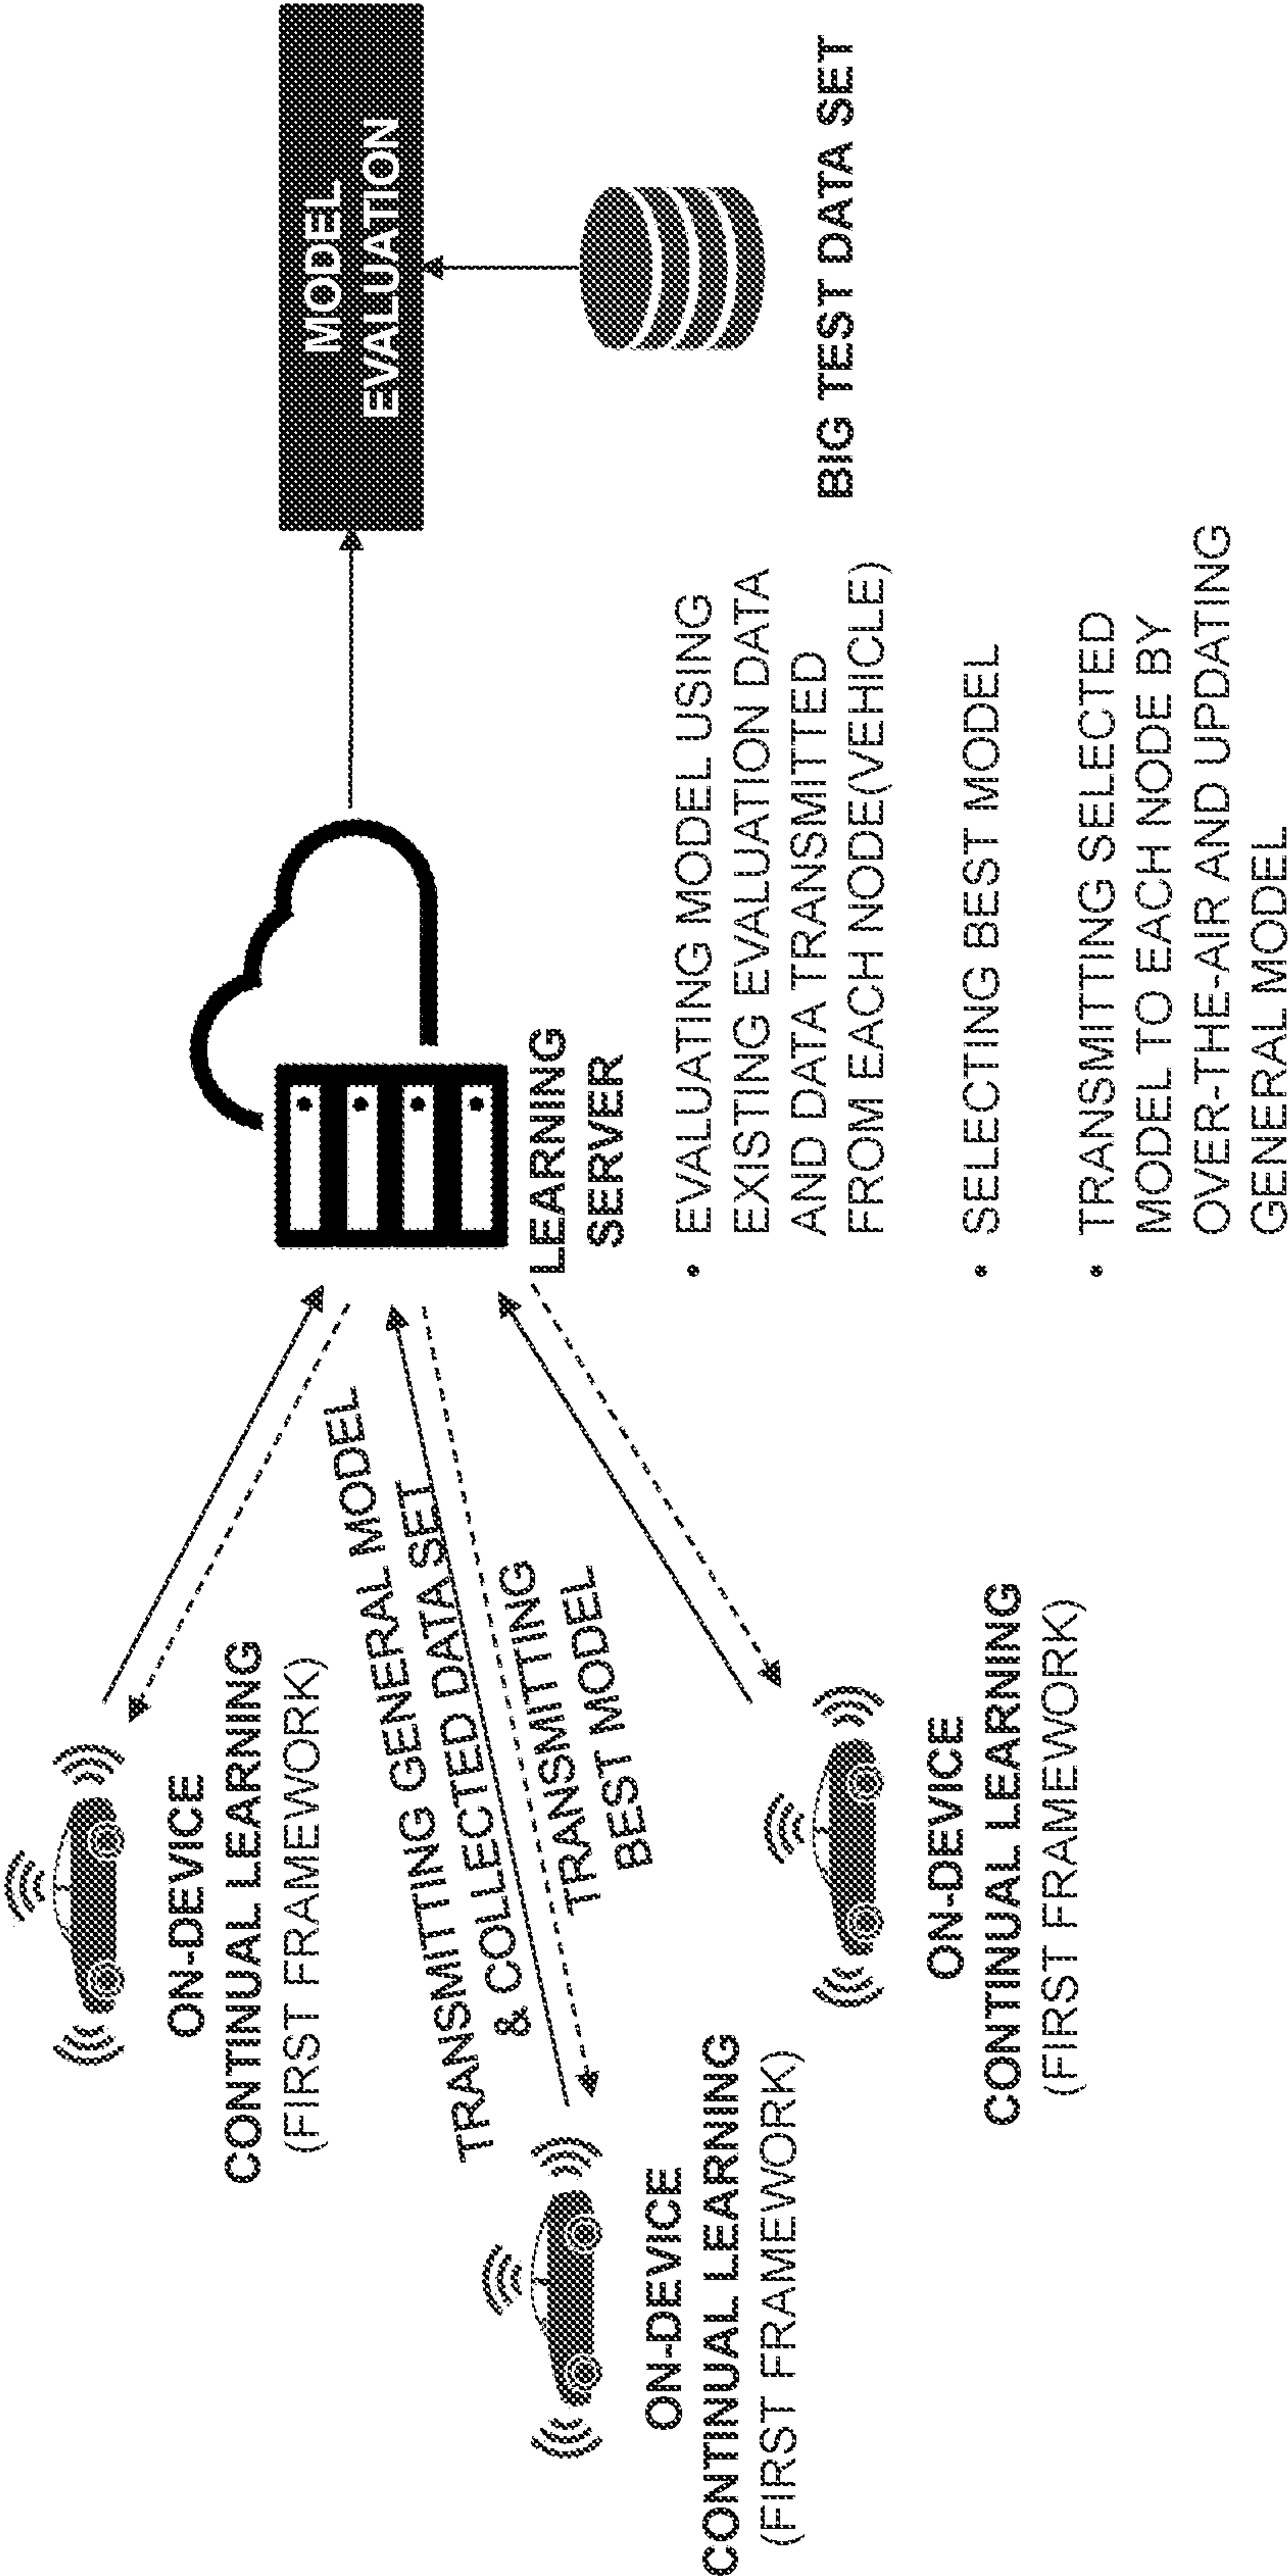 ON-DEVICE
CONTINUAL LEARNING
(FIRST FRAMEWORK)
TRANSMITTING GENERAL MODEL
& COLLECTED DATA SET
TRANSMITTING
BEST MODEL
ON-DEVICE
CONTINUAL LEARNING
(FIRST FRAMEWORK)
ON-DEVICE
CONTINUAL LEARNING
(FIRST FRAMEWORK)
LEARNING
SERVER
• EVALUATING MODEL USING
EXISTING EVALUATION DATA
AND DATA TRANSMITTED
FROM EACH NODE(VEHICLE)
• SELECTING BEST MODEL
• TRANSMITTING SELECTED
MODEL TO EACH NODE BY
OVER-THE-AIR AND UPDATING
GENERAL MODEL
MODEL
EVALUATION
BIG TEST DATA SET